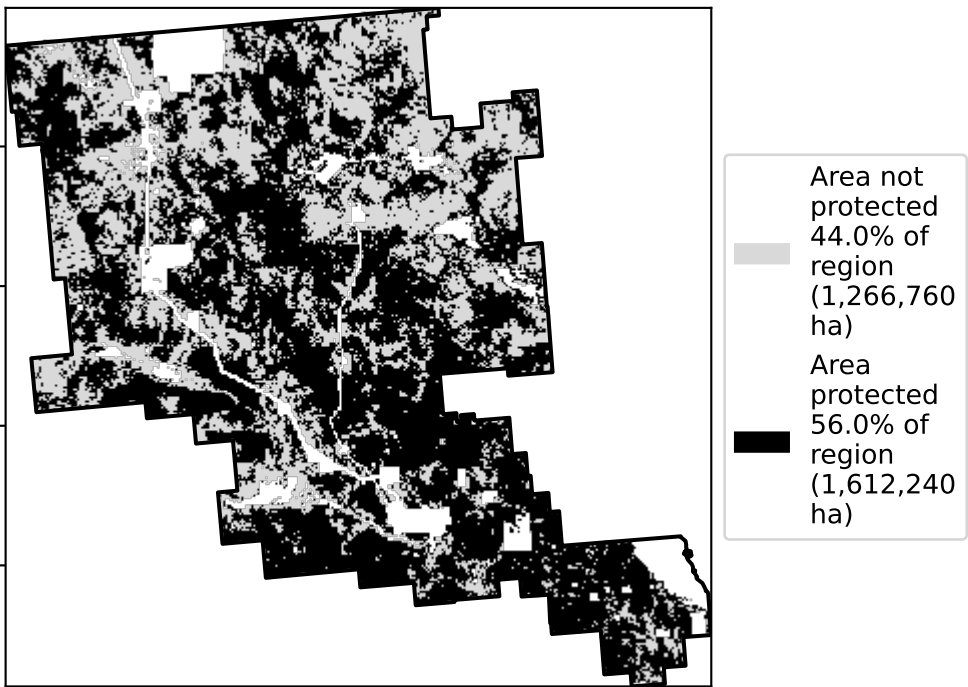 Area not
protected
44.0% of
region
(1,266,760
ha)
Area
protected
56.0% of
region
(1,612,240
ha)